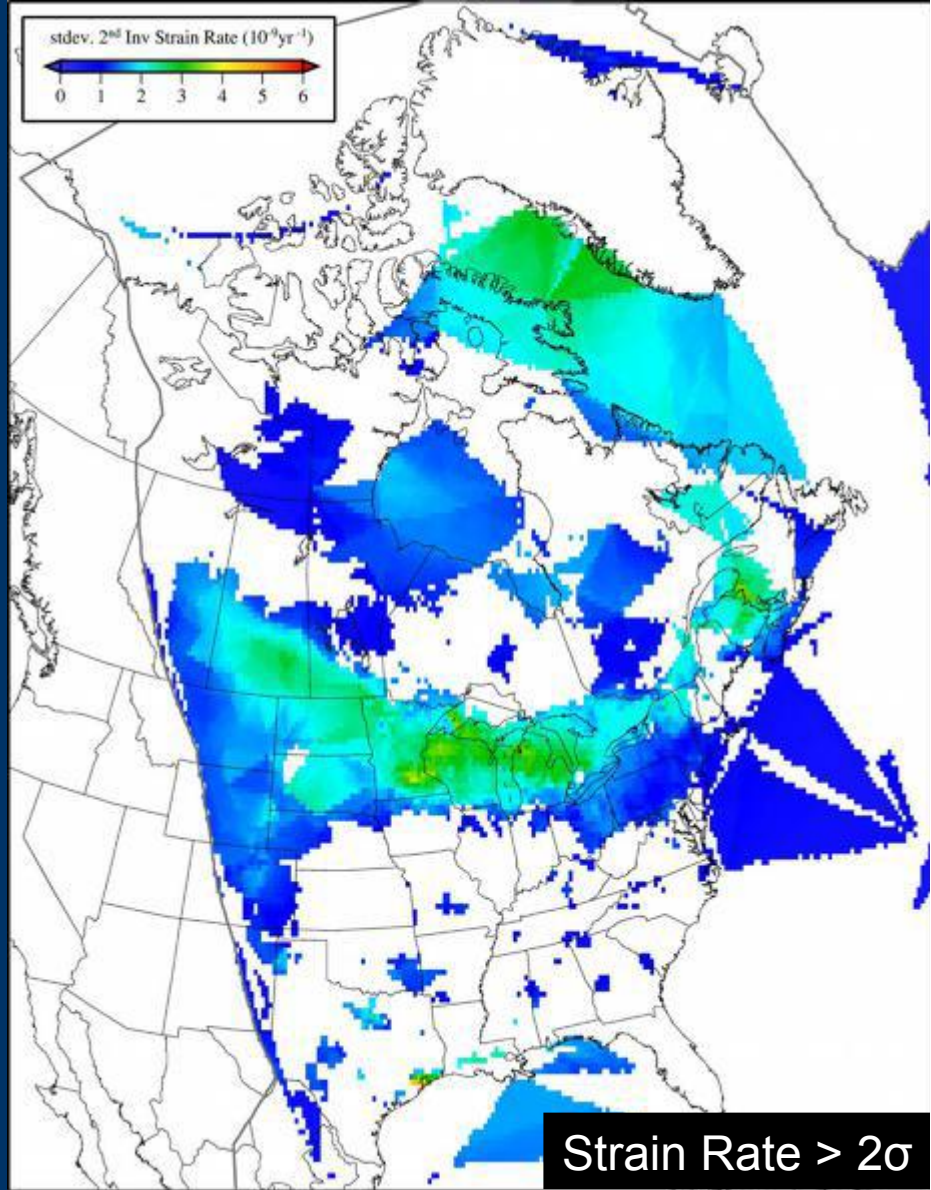 stdev. 2ⁿᵈ Inv Strain Rate (10⁻⁹yr⁻¹)
0 1 2 3 4 5 6
Strain Rate > 2σ